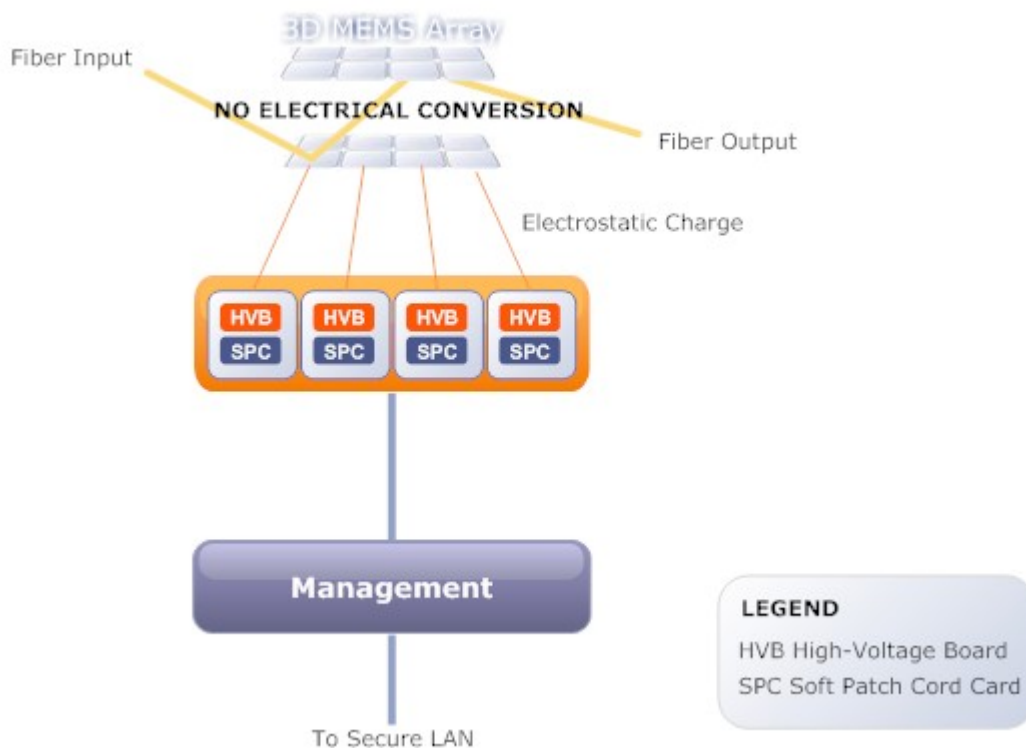 3D MEMS Array
Fiber Input
NO ELECTRICAL CONVERSION
Fiber Output
Electrostatic Charge
HVB HVB HVB HVB
SPC SPC SPC SPC
Management
LEGEND
HVB High-Voltage Board
SPC Soft Patch Cord Card
To Secure LAN